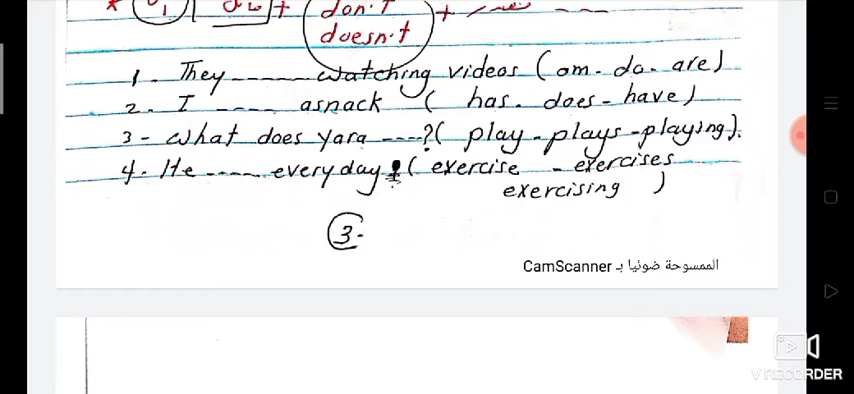 don't
doesn't
1. They ------ watching videos (am. do. are)
2. I ----- asnack ( has. does - have )
3 - what does yara ----? ( play - plays - playing ).
4. He ----- everyday. ( exercise - exercises
exercising )
3.
الممسوحة ضوئيا بـ CamScanner
V RECORDER